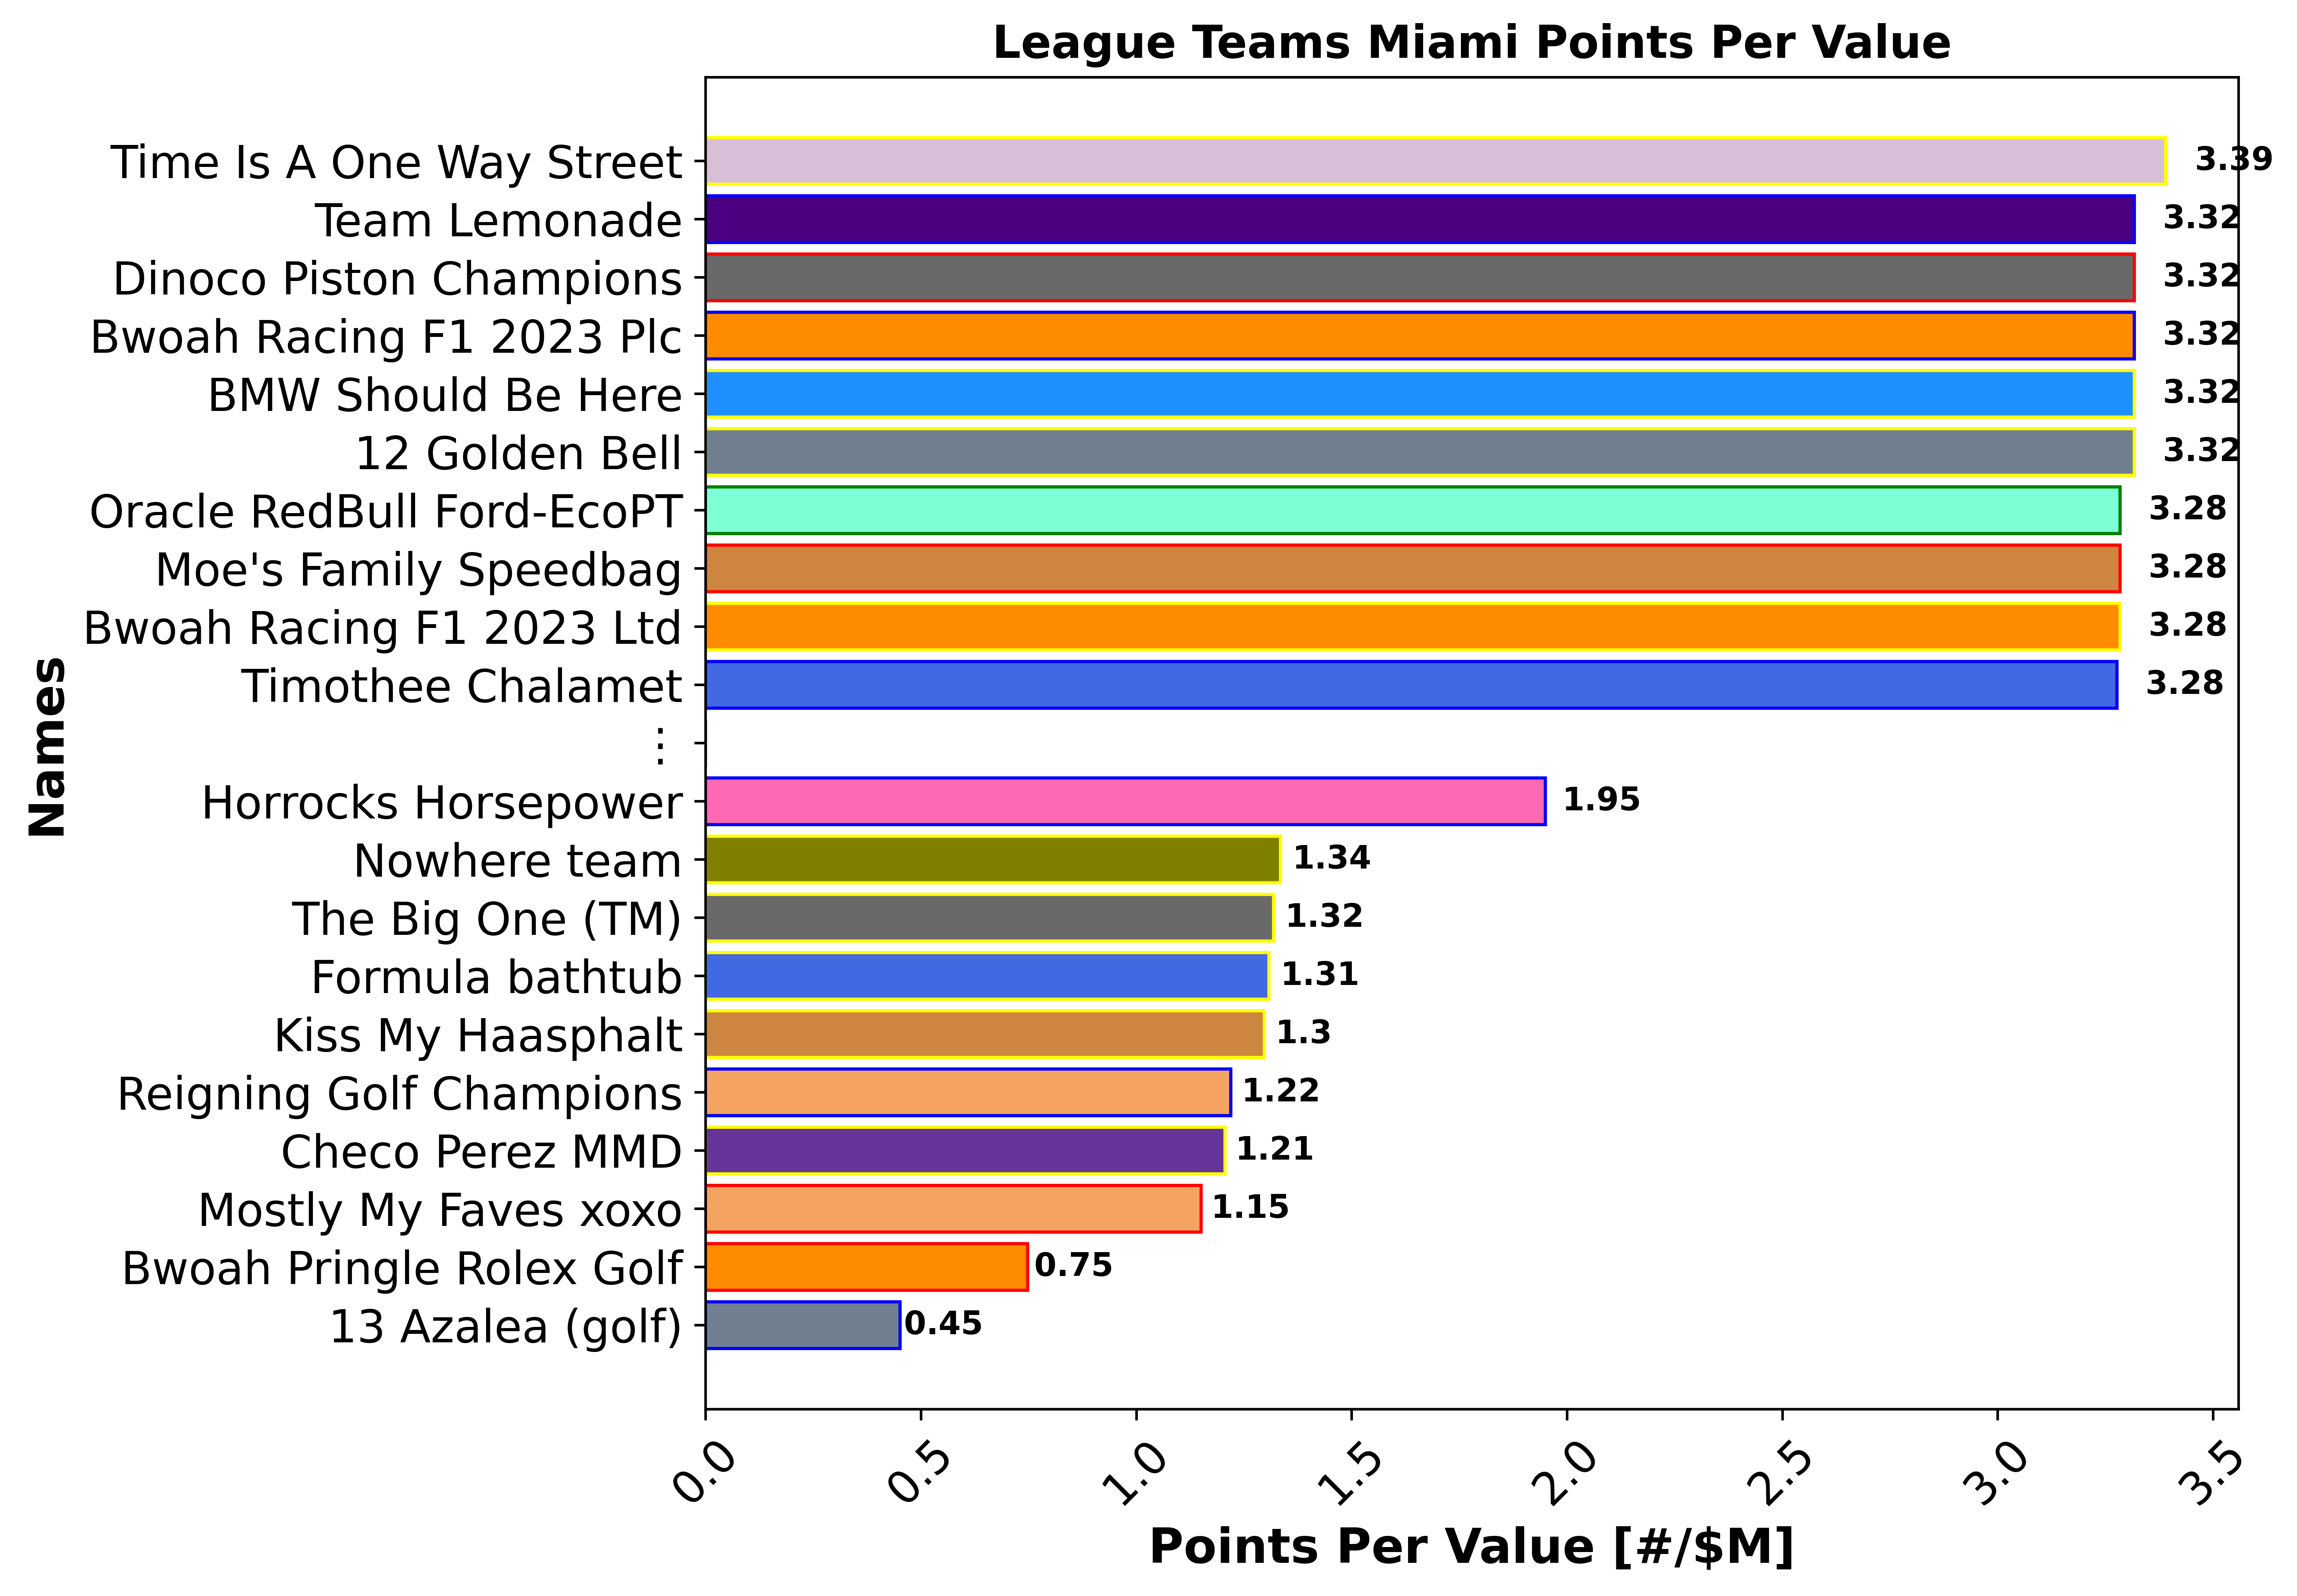 League Teams Miami Points Per Value
Time Is A One Way Street 3.39
Team Lemonade 3.32
Dinoco Piston Champions 3.32
Bwoah Racing F1 2023 Plc 3.32
BMW Should Be Here 3.32
12 Golden Bell 3.32
Oracle RedBull Ford-EcoPT 3.28
Moe's Family Speedbag 3.28
Bwoah Racing F1 2023 Ltd 3.28
Timothee Chalamet 3.28
⋮
Horrocks Horsepower 1.95
Nowhere team 1.34
The Big One (TM) 1.32
Formula bathtub 1.31
Kiss My Haasphalt 1.3
Reigning Golf Champions 1.22
Checo Perez MMD 1.21
Mostly My Faves xoxo 1.15
Bwoah Pringle Rolex Golf 0.75
13 Azalea (golf) 0.45
Names
0.0 0.5 1.0 1.5 2.0 2.5 3.0 3.5
Points Per Value [#/$M]